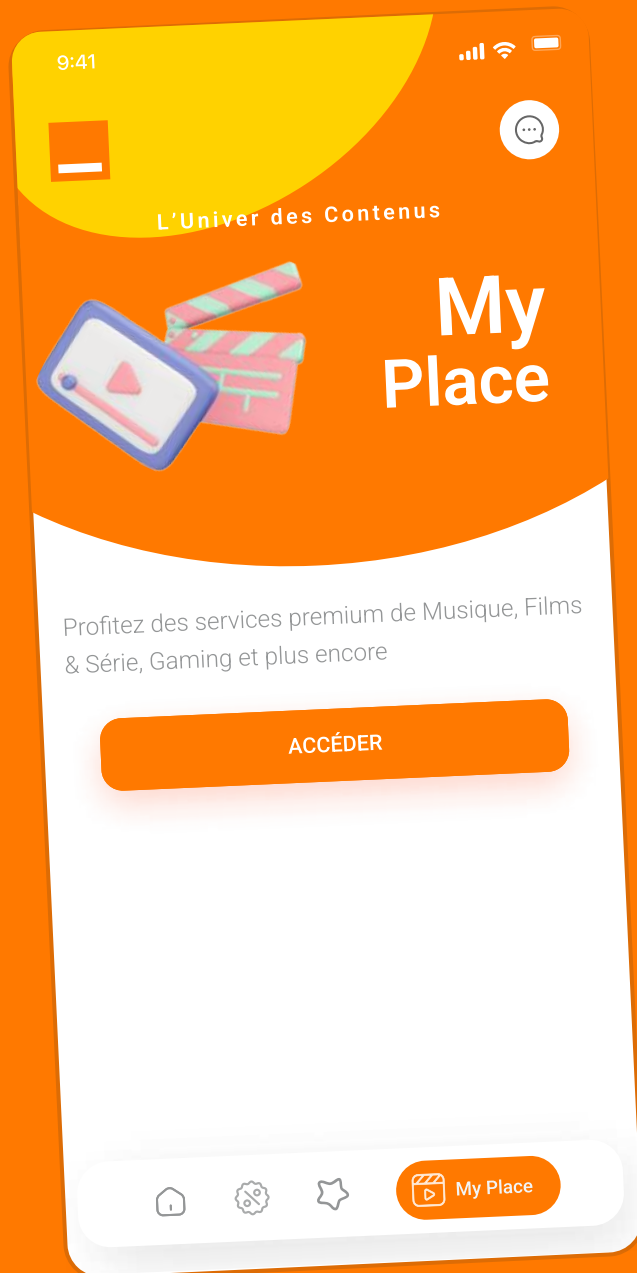 9:41
L'Univer des Contenus
My
Place
Profitez des services premium de Musique, Films
& Série, Gaming et plus encore
ACCÉDER
My Place